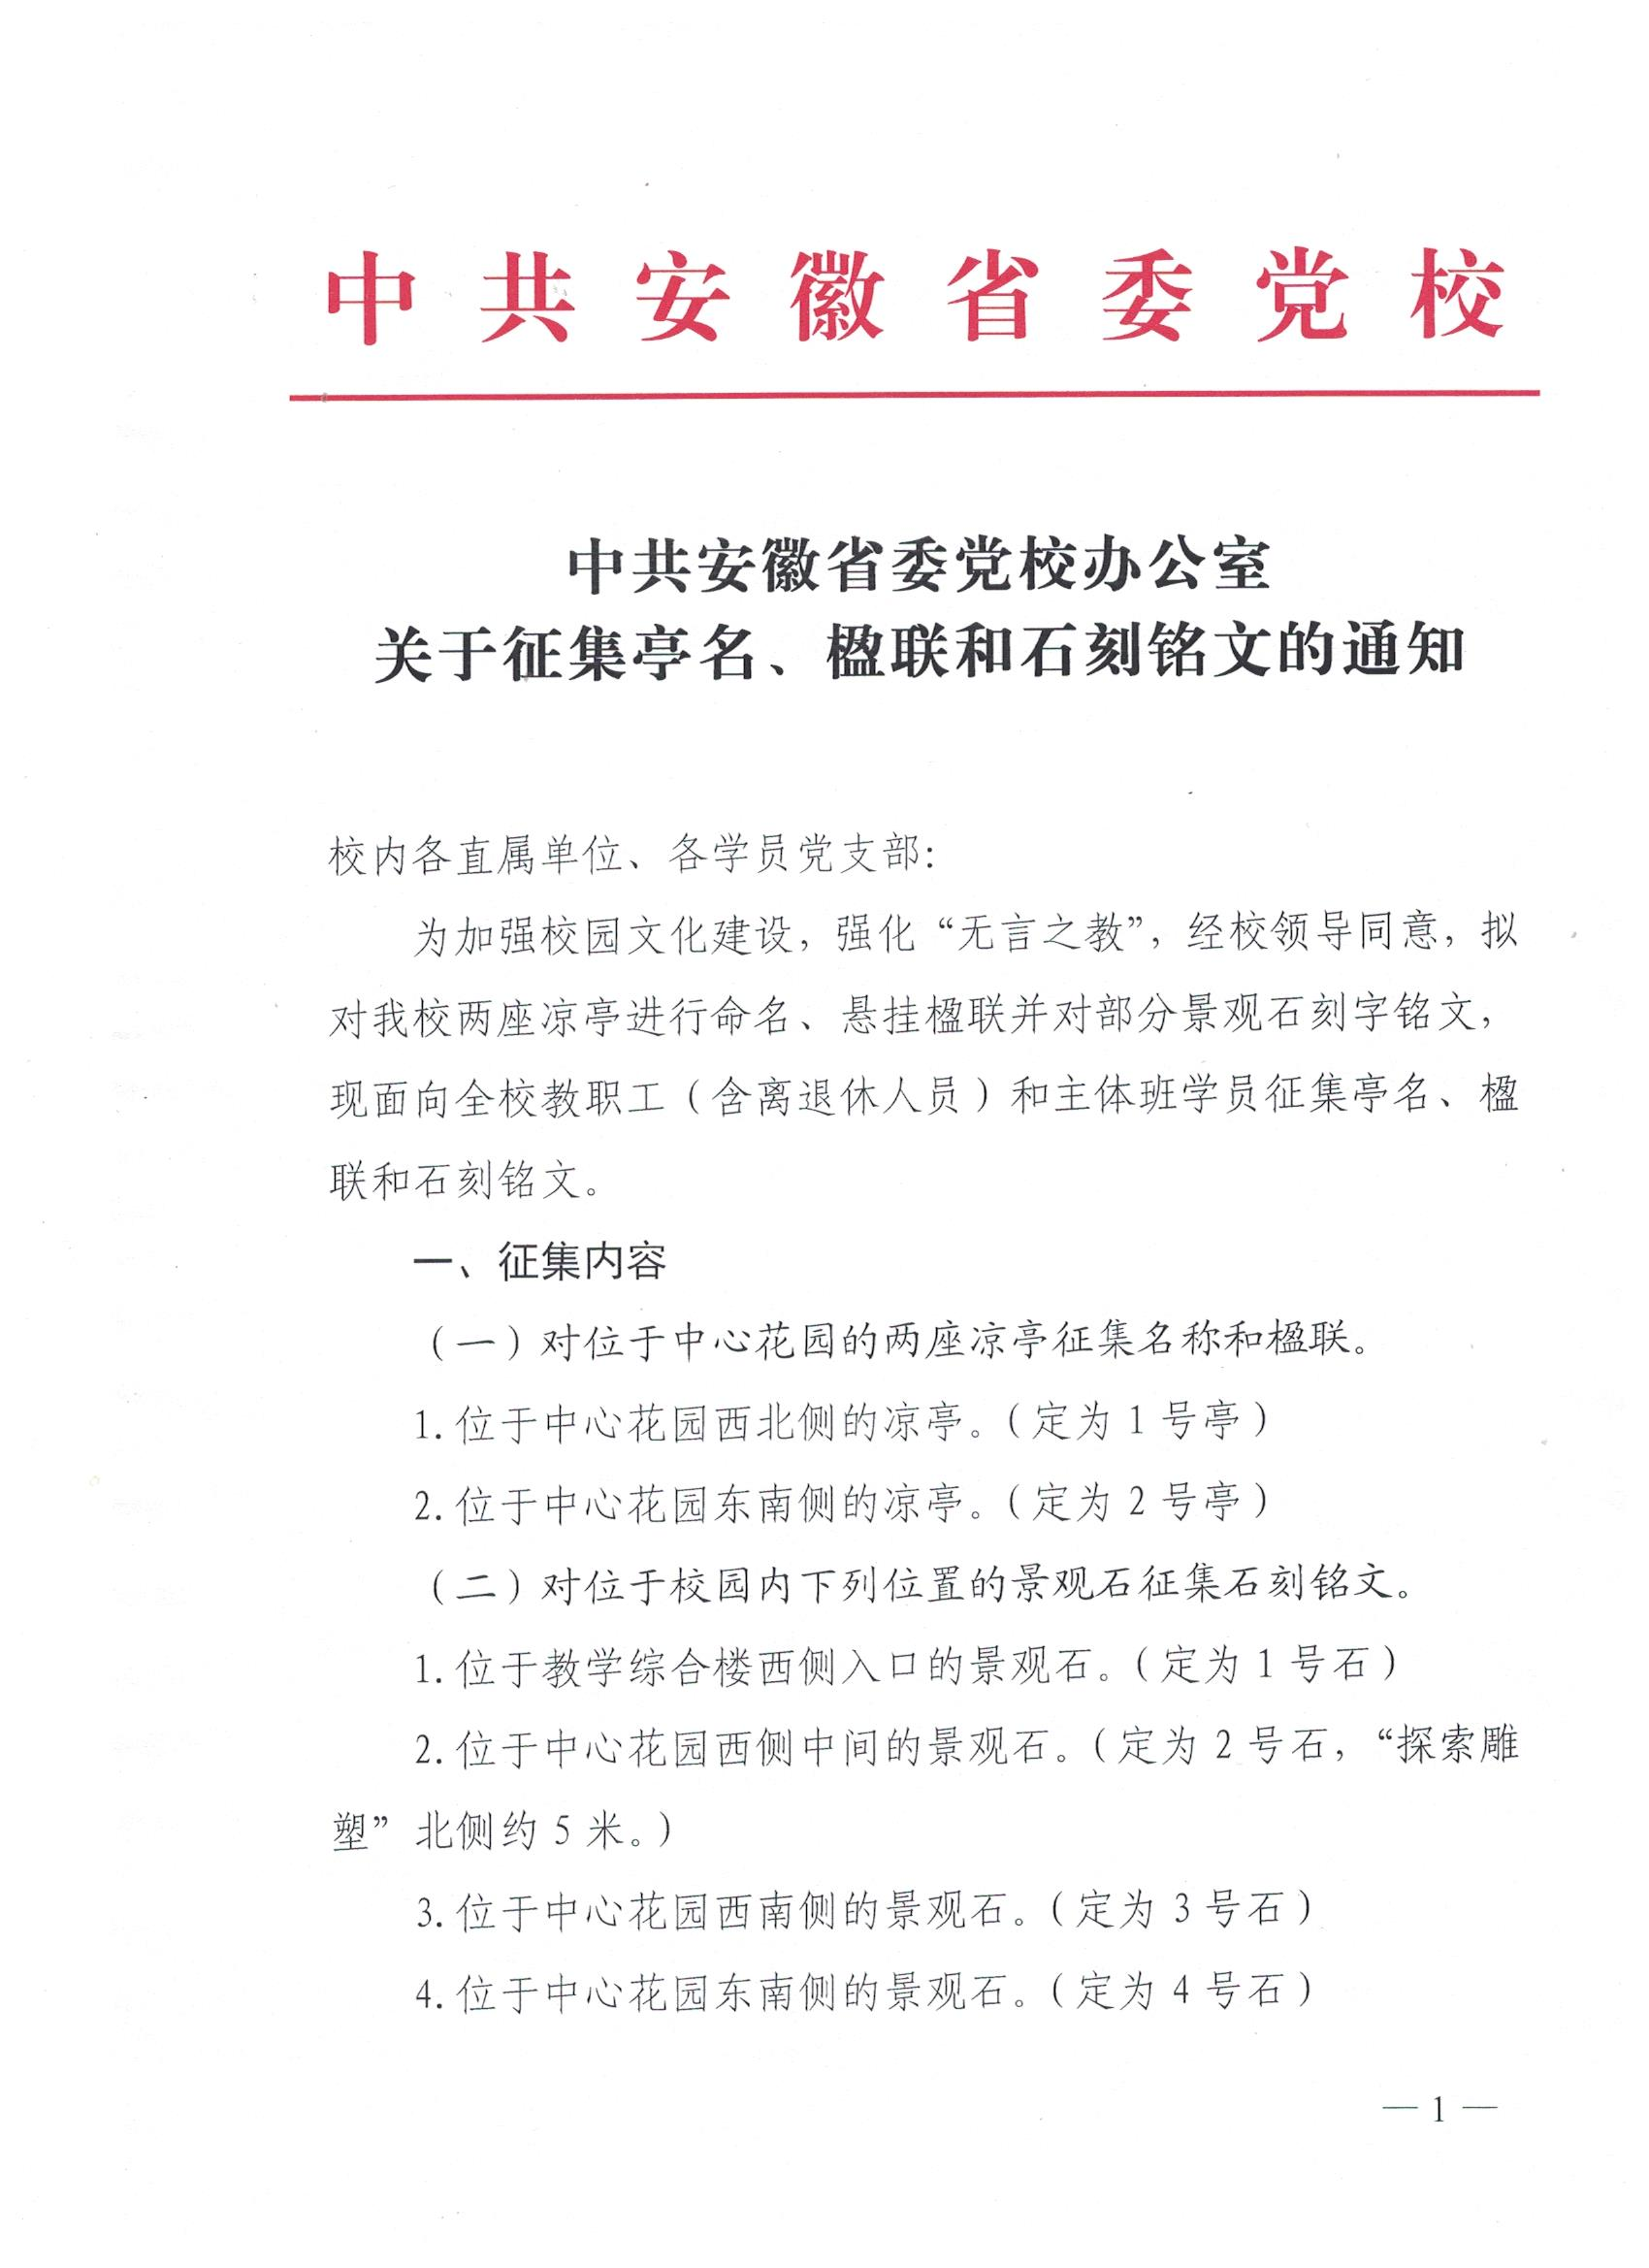 中共安徽省委党校
中共安徽省委党校办公室
关于征集亭名、楹联和石刻铭文的通知
校内各直属单位、各学员党支部：
为加强校园文化建设，强化“无言之教”，经校领导同意，拟
对我校两座凉亭进行命名、悬挂楹联并对部分景观石刻字铭文，
现面向全校教职工（含离退休人员）和主体班学员征集亭名、楹
联和石刻铭文。
一、征集内容
（一）对位于中心花园的两座凉亭征集名称和楹联。
1.位于中心花园西北侧的凉亭。（定为1号亭）
2.位于中心花园东南侧的凉亭。（定为2号亭）
（二）对位于校园内下列位置的景观石征集石刻铭文。
1.位于教学综合楼西侧入口的景观石。（定为1号石）
2.位于中心花园西侧中间的景观石。（定为2号石，“探索雕
塑”北侧约5米。）
3.位于中心花园西南侧的景观石。（定为3号石）
4.位于中心花园东南侧的景观石。（定为4号石）
— 1 —